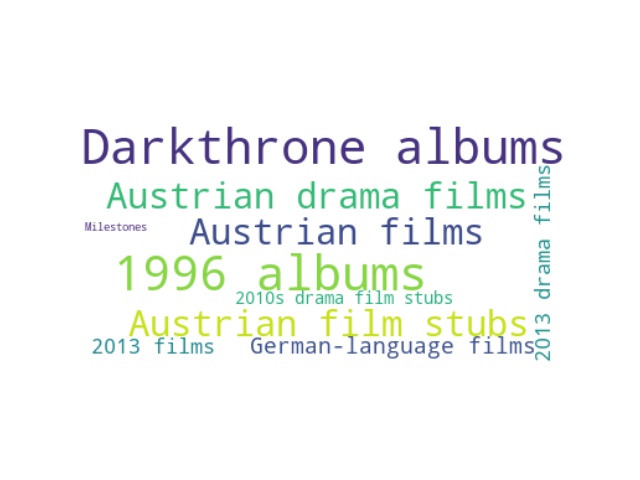 Darkthrone albums
Austrian drama films
Milestones
Austrian films
1996 albums
2010s drama film stubs
Austrian film stubs
2013 films
German-language films
2013 drama films